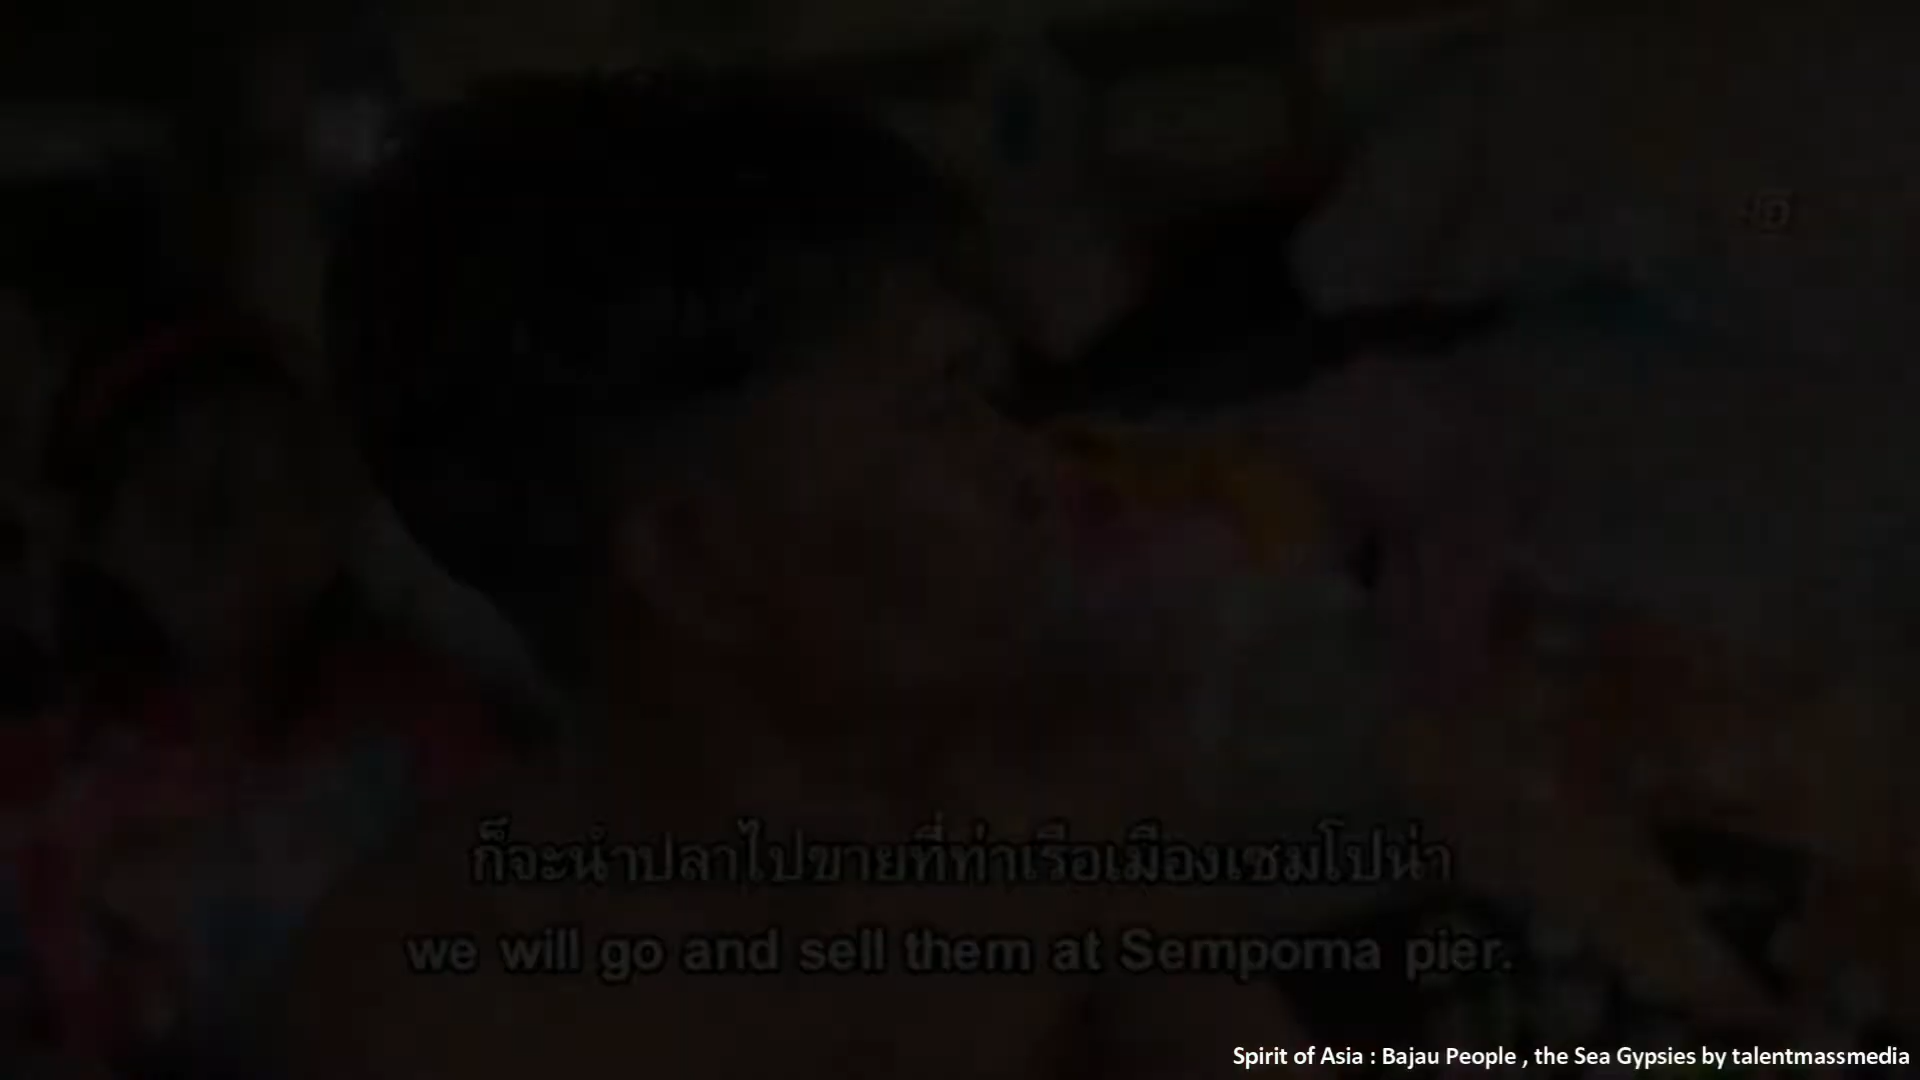 ก็จะนำปลาไปขายที่ท่าเรือเมืองเซมโปน่า
we will go and sell them at Semporna pier.
Spirit of Asia : Bajau People , the Sea Gypsies by talentmassmedia